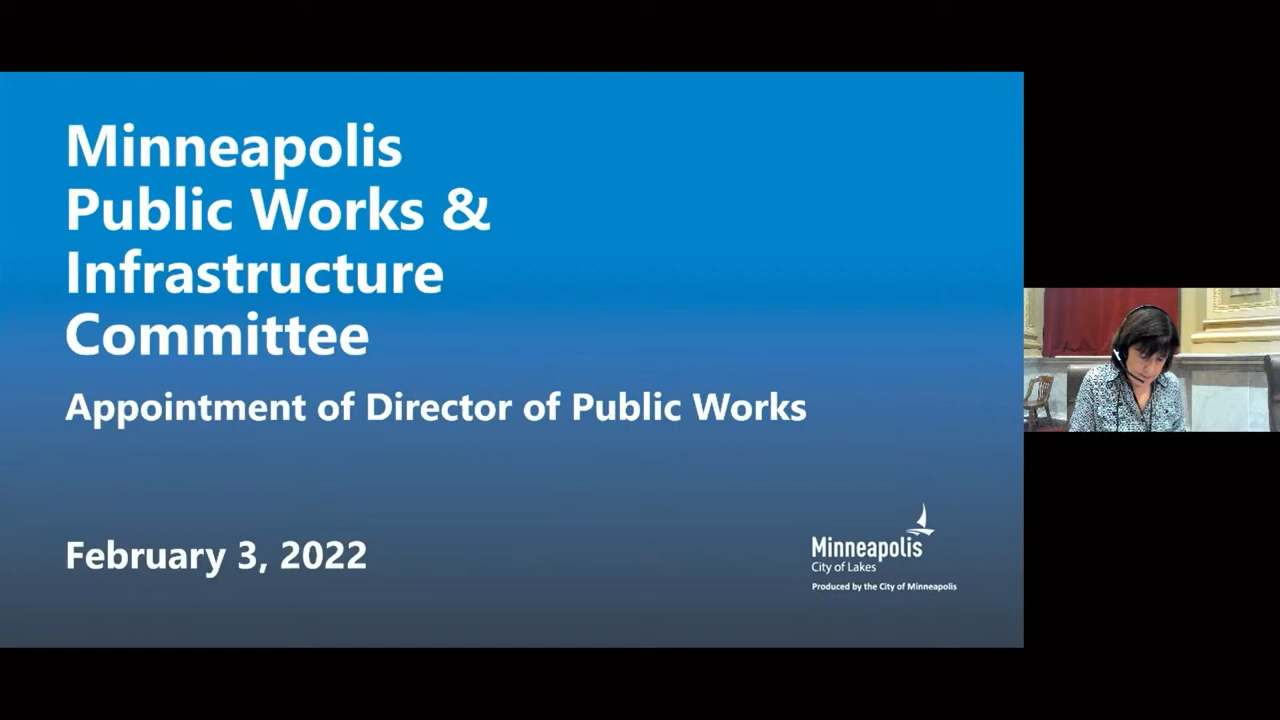 Minneapolis
Public Works &
Infrastructure
Committee
Appointment of Director of Public Works
February 3, 2022
Minneapolis
City of Lakes
Produced by the City of Minneapolis